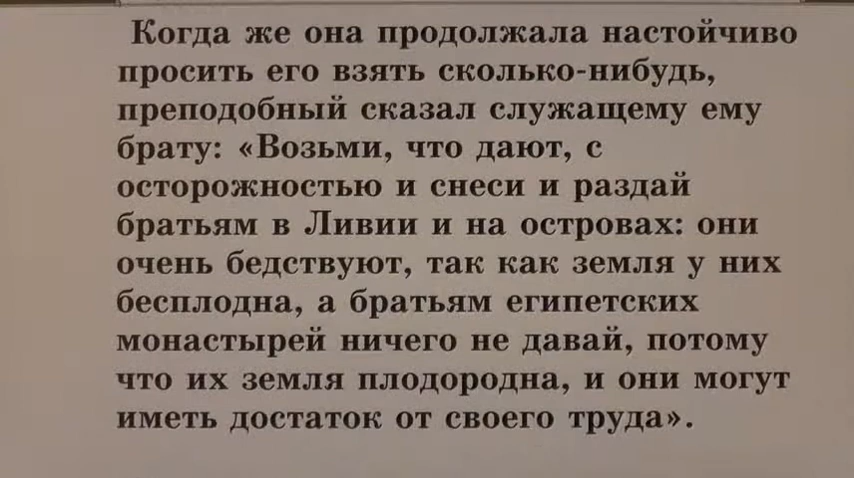 Когда же она продолжала настойчиво
просить его взять сколько-нибудь,
преподобный сказал служащему ему
брату: «Возьми, что дают, с
осторожностью и снеси и раздай
братьям в Ливии и на островах: они
очень бедствуют, так как земля у них
бесплодна, а братьям египетских
монастырей ничего не давай, потому
что их земля плодородна, и они могут
иметь достаток от своего труда».